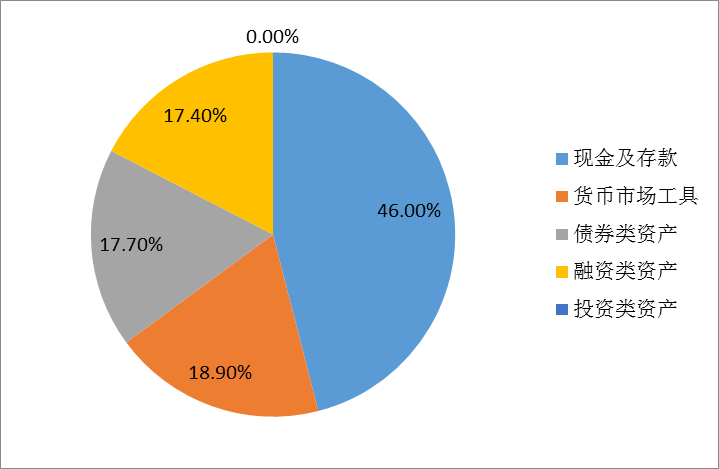 0.00%
17.40%
46.00%
17.70%
18.90%
现金及存款
货币市场工具
债券类资产
融资类资产
投资类资产